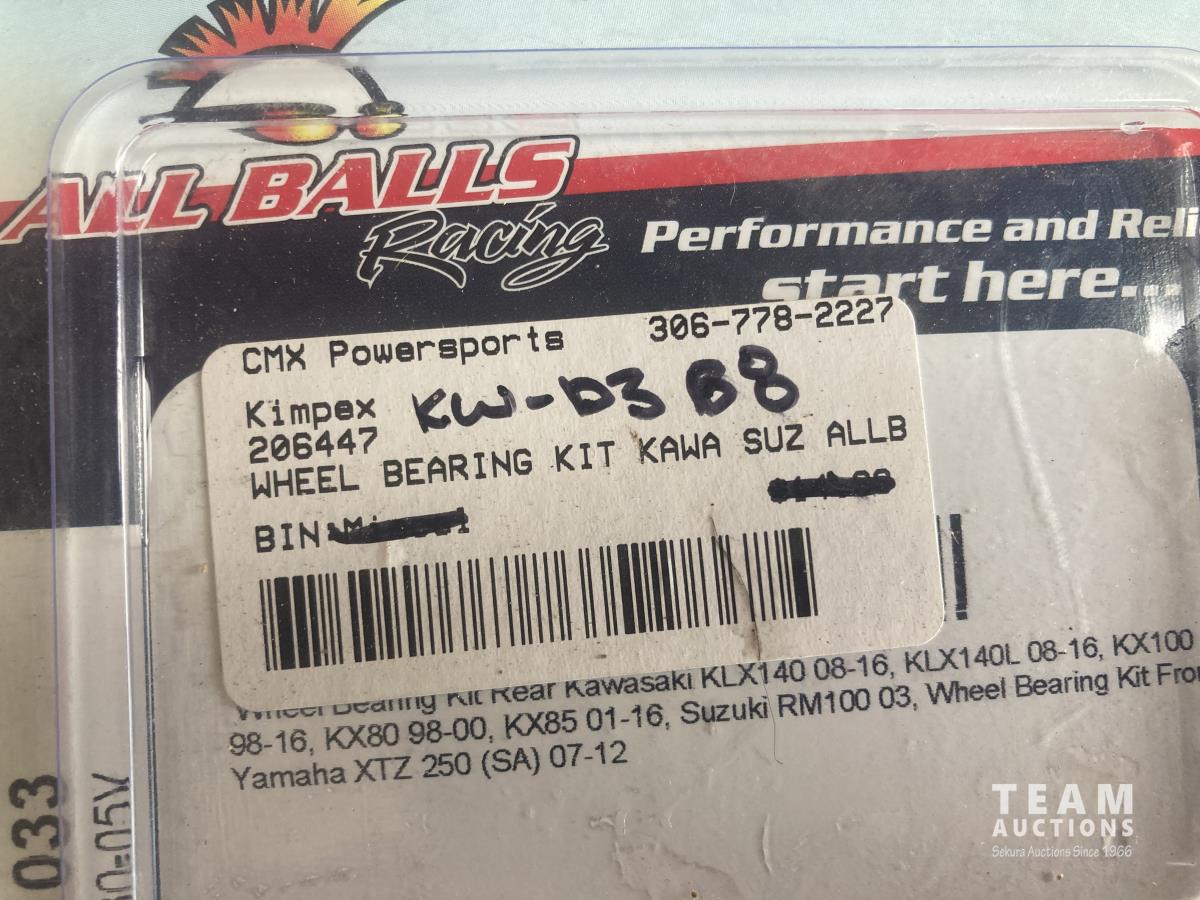 ALL BALLS
Racing
Performance and Reli
start here...
CMX Powersports 306-778-2227
Kimpex KW-D3 B8
206447
WHEEL BEARING KIT KAWA SUZ ALLB
BIN:
Wheel Bearing Kit Rear Kawasaki KLX140 08-16, KLX140L 08-16, KX100
98-16, KX80 98-00, KX85 01-16, Suzuki RM100 03, Wheel Bearing Kit Fro
Yamaha XTZ 250 (SA) 07-12
033
TEAM
AUCTIONS
Sekura Auctions Since 1966